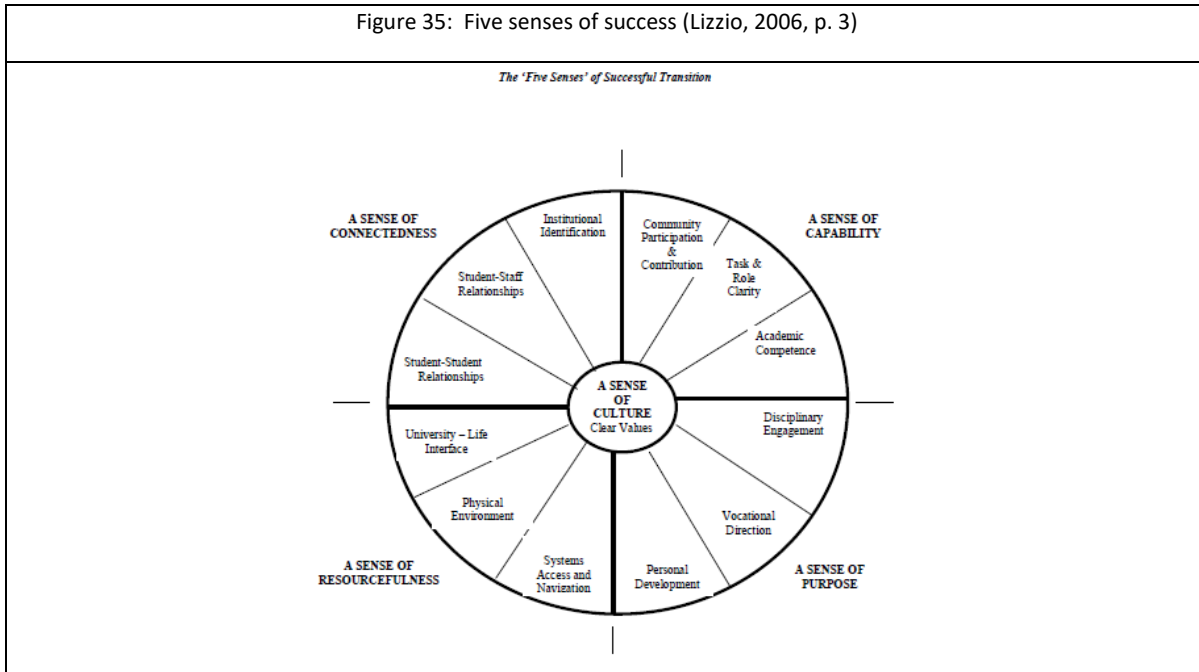 Figure 35:  Five senses of success (Lizzio, 2006, p. 3)
The ‘Five Senses’ of Successful Transition
A SENSE OF
CONNECTEDNESS
Institutional
Identification
Student-Staff
Relationships
Student-Student
Relationships
A SENSE OF
CAPABILITY
Community
Participation
&
Contribution
Task &
Role
Clarity
Academic
Competence
A SENSE
OF
CULTURE
Clear Values
University – Life
Interface
Physical
Environment
Systems
Access and
Navigation
A SENSE OF
RESOURCEFULNESS
Disciplinary
Engagement
Vocational
Direction
Personal
Development
A SENSE OF
PURPOSE